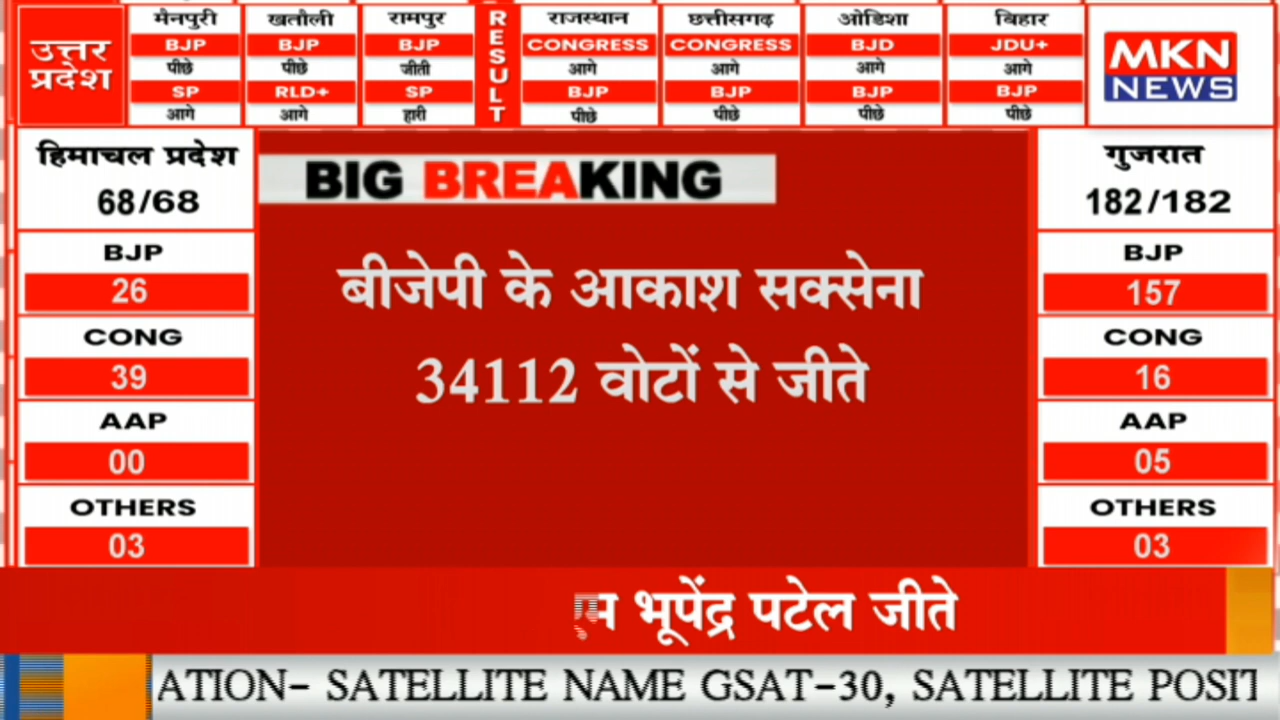 उत्तर
प्रदेश
मैनपुरी
BJP
पीछे
SP
आगे
खतौली
BJP
पीछे
RLD+
आगे
रामपुर
BJP
जीती
SP
हारी
RESULT
राजस्थान
CONGRESS
आगे
BJP
पीछे
छत्तीसगढ़
CONGRESS
आगे
BJP
पीछे
ओडिशा
BJD
आगे
BJP
पीछे
बिहार
JDU+
आगे
BJP
पीछे
MKN
NEWS
हिमाचल प्रदेश
68/68
BJP
26
CONG
39
AAP
00
OTHERS
03
BIG BREAKING
बीजेपी के आकाश सक्सेना
34112 वोटों से जीते
गुजरात
182/182
BJP
157
CONG
16
AAP
05
OTHERS
03
भूपेंद्र पटेल जीते
ATION- SATELLITE NAME GSAT-30, SATELLITE POSIT